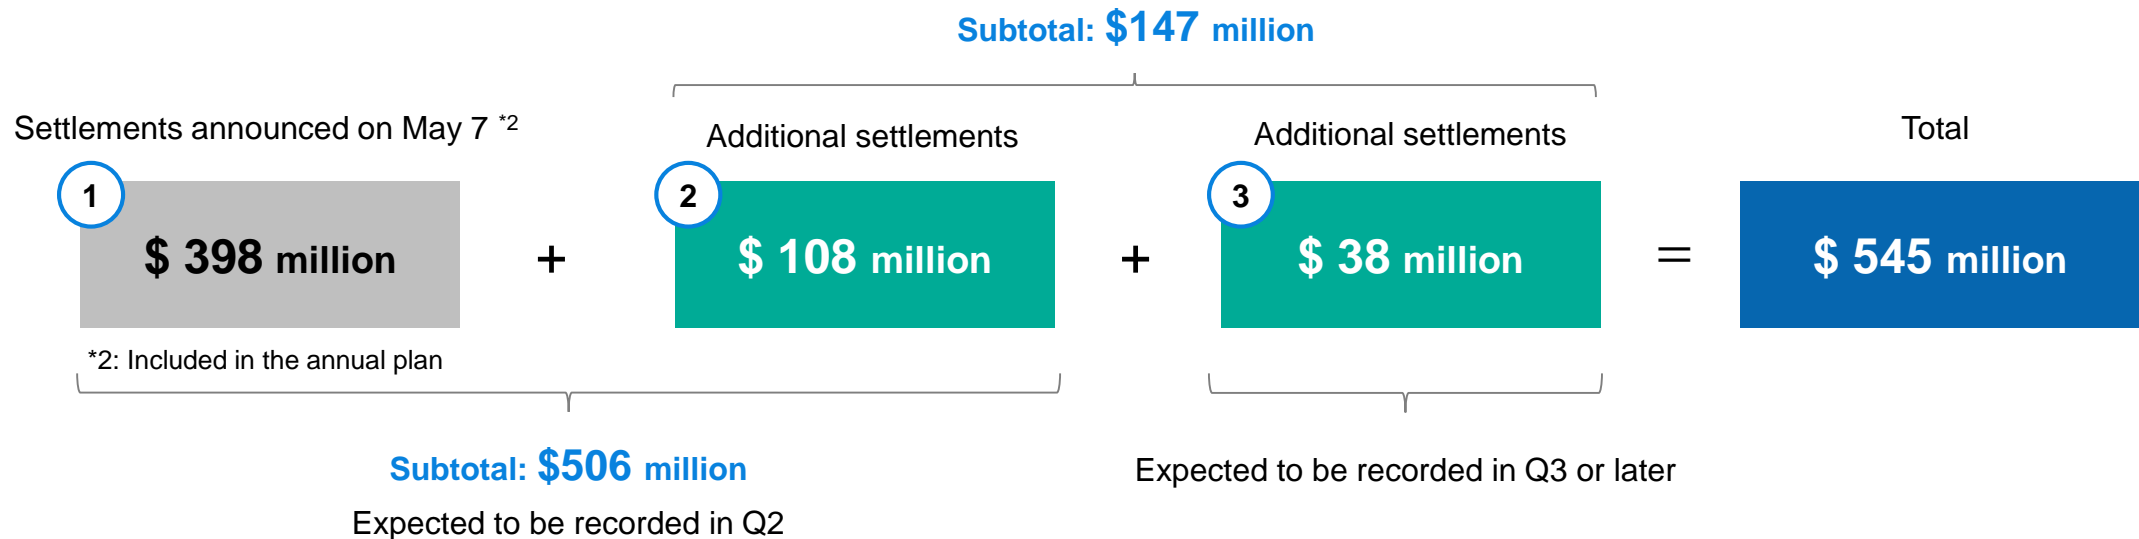 Subtotal: $147 million
Settlements announced on May 7 *2
Additional settlements
Additional settlements
Total
1
$ 398 million
+
2
$ 108 million
+
3
$ 38 million
=
$ 545 million
*2: Included in the annual plan
Subtotal: $506 million
Expected to be recorded in Q2
Expected to be recorded in Q3 or later